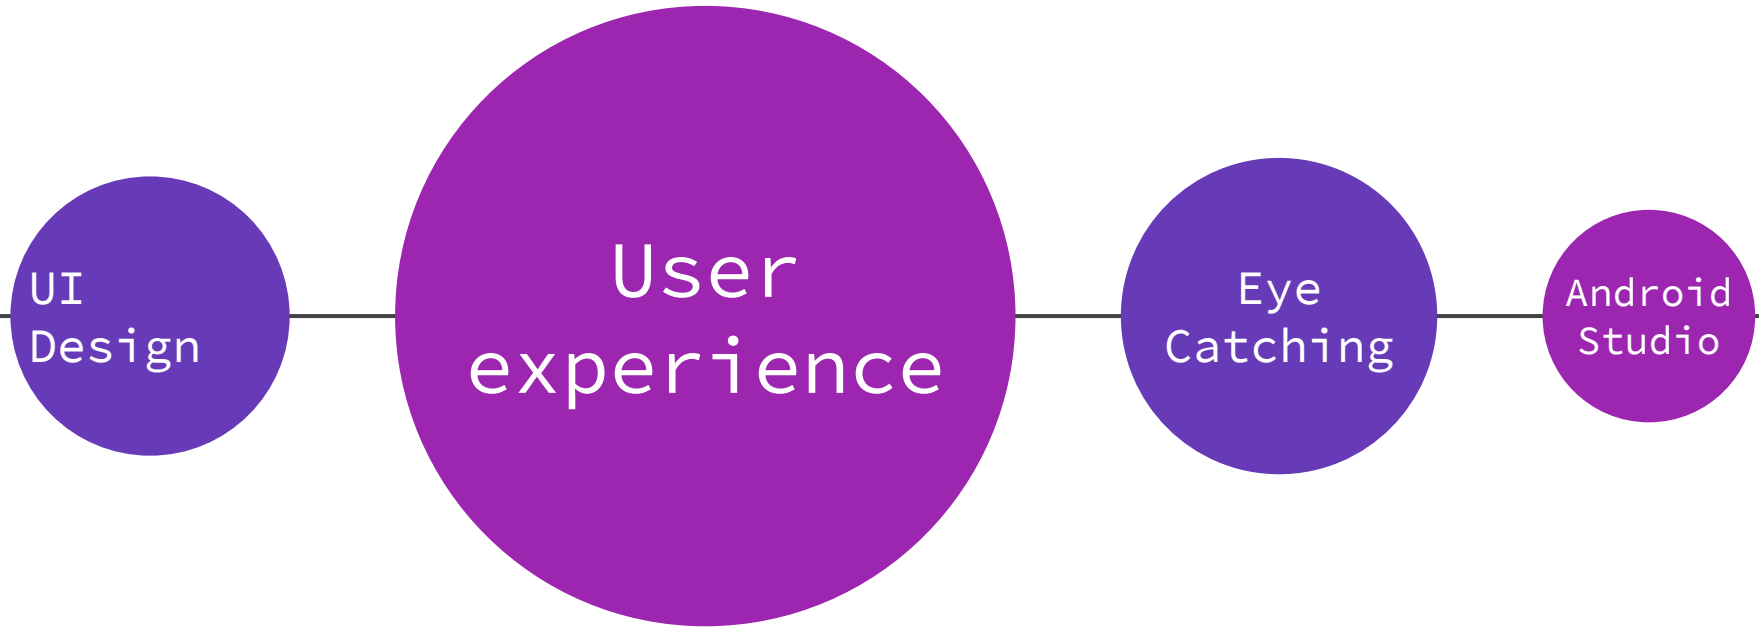 UI
Design
User
experience
Eye
Catching
Android
Studio